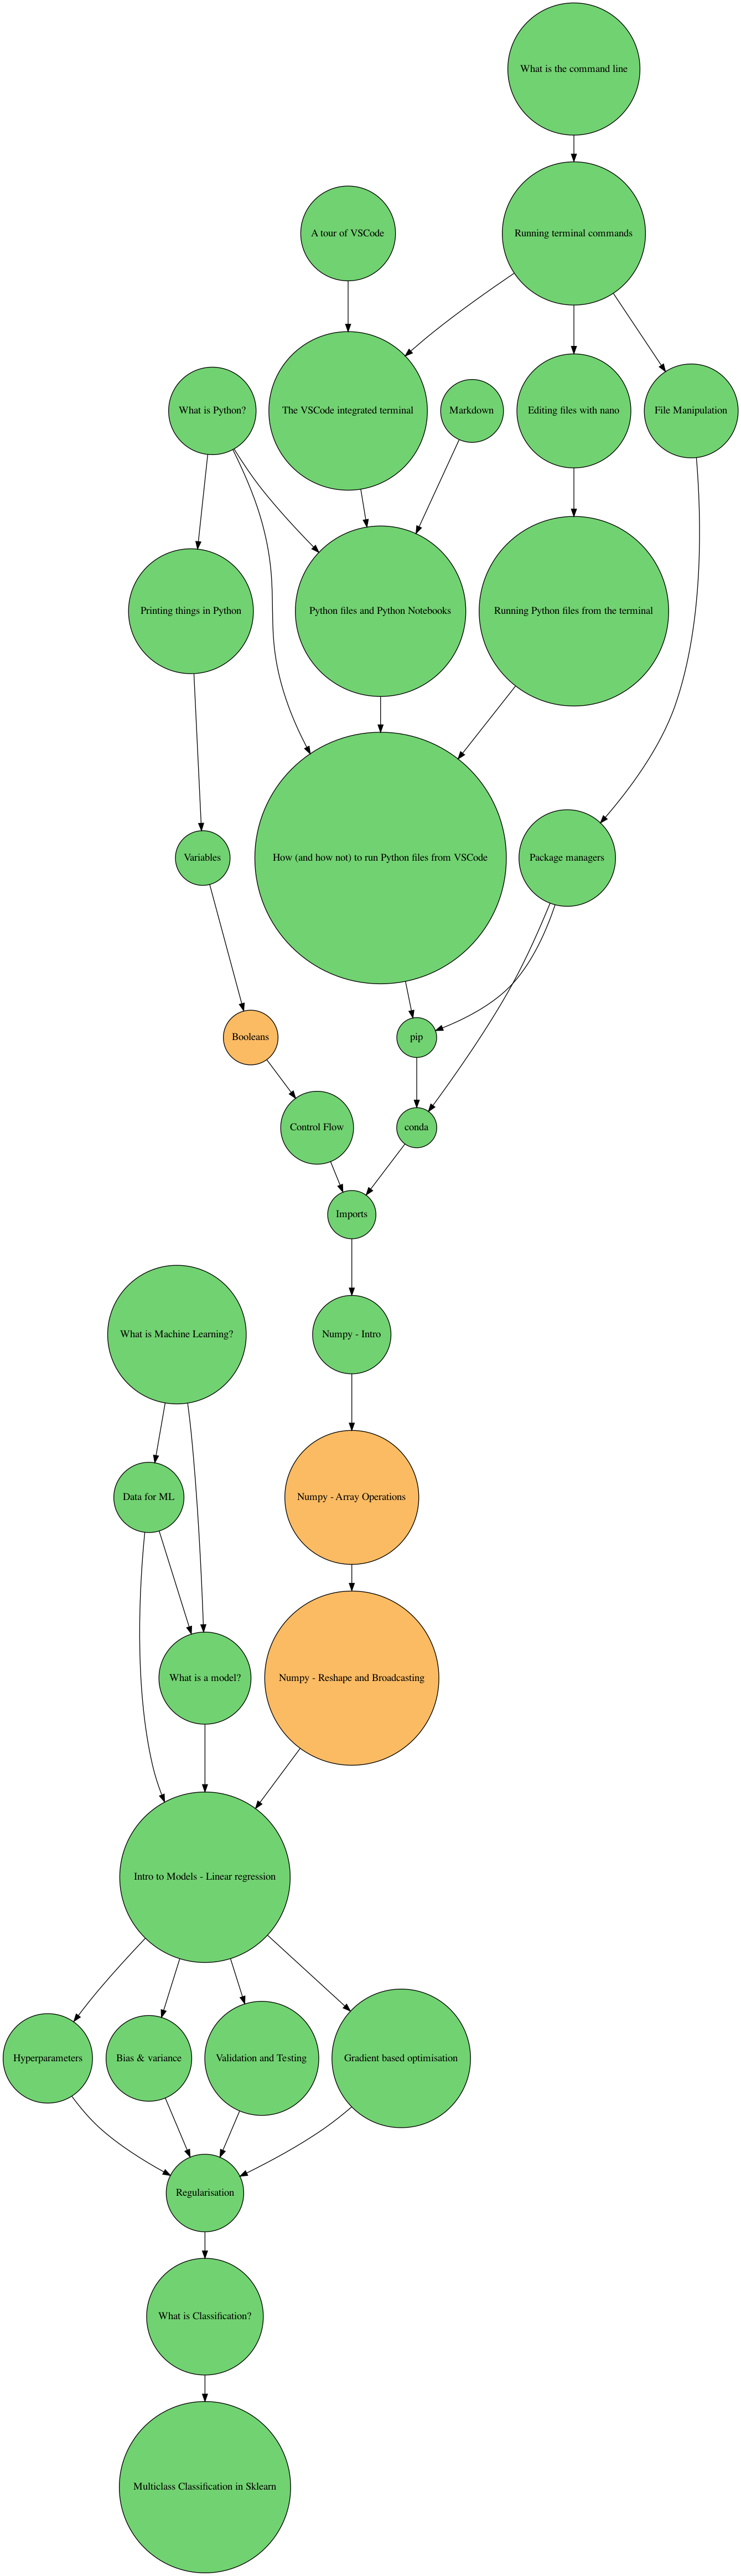 What is the command line
A tour of VSCode
Running terminal commands
What is Python?
The VSCode integrated terminal
Markdown
Editing files with nano
File Manipulation
Printing things in Python
Python files and Python Notebooks
Running Python files from the terminal
Variables
How (and how not) to run Python files from VSCode
Package managers
Booleans
pip
Control Flow
conda
Imports
What is Machine Learning?
Numpy - Intro
Data for ML
Numpy - Array Operations
What is a model?
Numpy - Reshape and Broadcasting
Intro to Models - Linear regression
Hyperparameters
Bias & variance
Validation and Testing
Gradient based optimisation
Regularisation
What is Classification?
Multiclass Classification in Sklearn